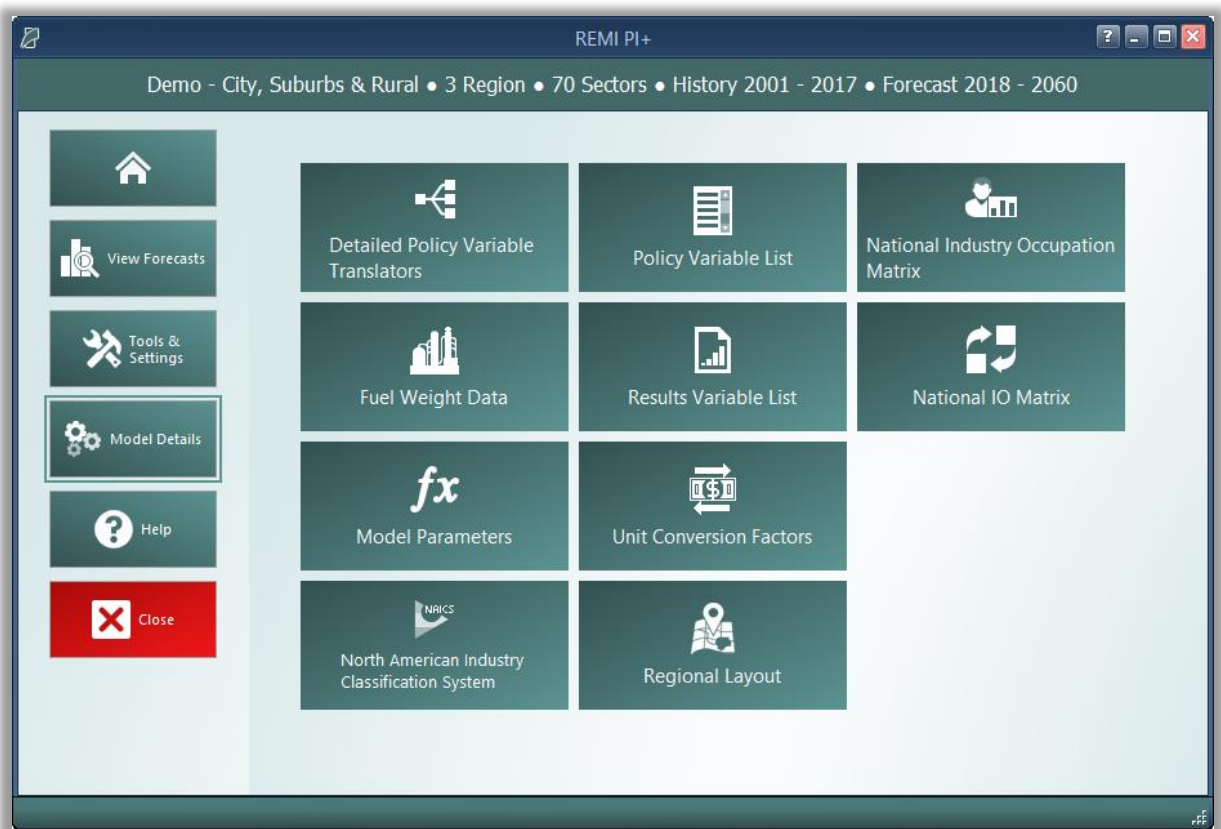 REMI PI+
Demo - City, Suburbs & Rural ● 3 Region ● 70 Sectors ● History 2001 - 2017 ● Forecast 2018 - 2060
View Forecasts
Tools &
Settings
Model Details
Help
Close
Detailed Policy Variable
Translators
Policy Variable List
National Industry Occupation
Matrix
Fuel Weight Data
Results Variable List
National IO Matrix
fx
Model Parameters
Unit Conversion Factors
NAICS
North American Industry
Classification System
Regional Layout